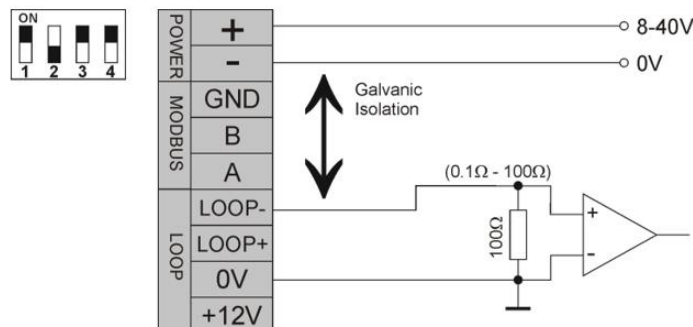 ON
1 2 3 4
POWER
+
-
MODBUS
GND
B
A
LOOP
LOOP-
LOOP+
0V
+12V
Galvanic
Isolation
8-40V
0V
(0.1Ω - 100Ω)
100Ω
+
-